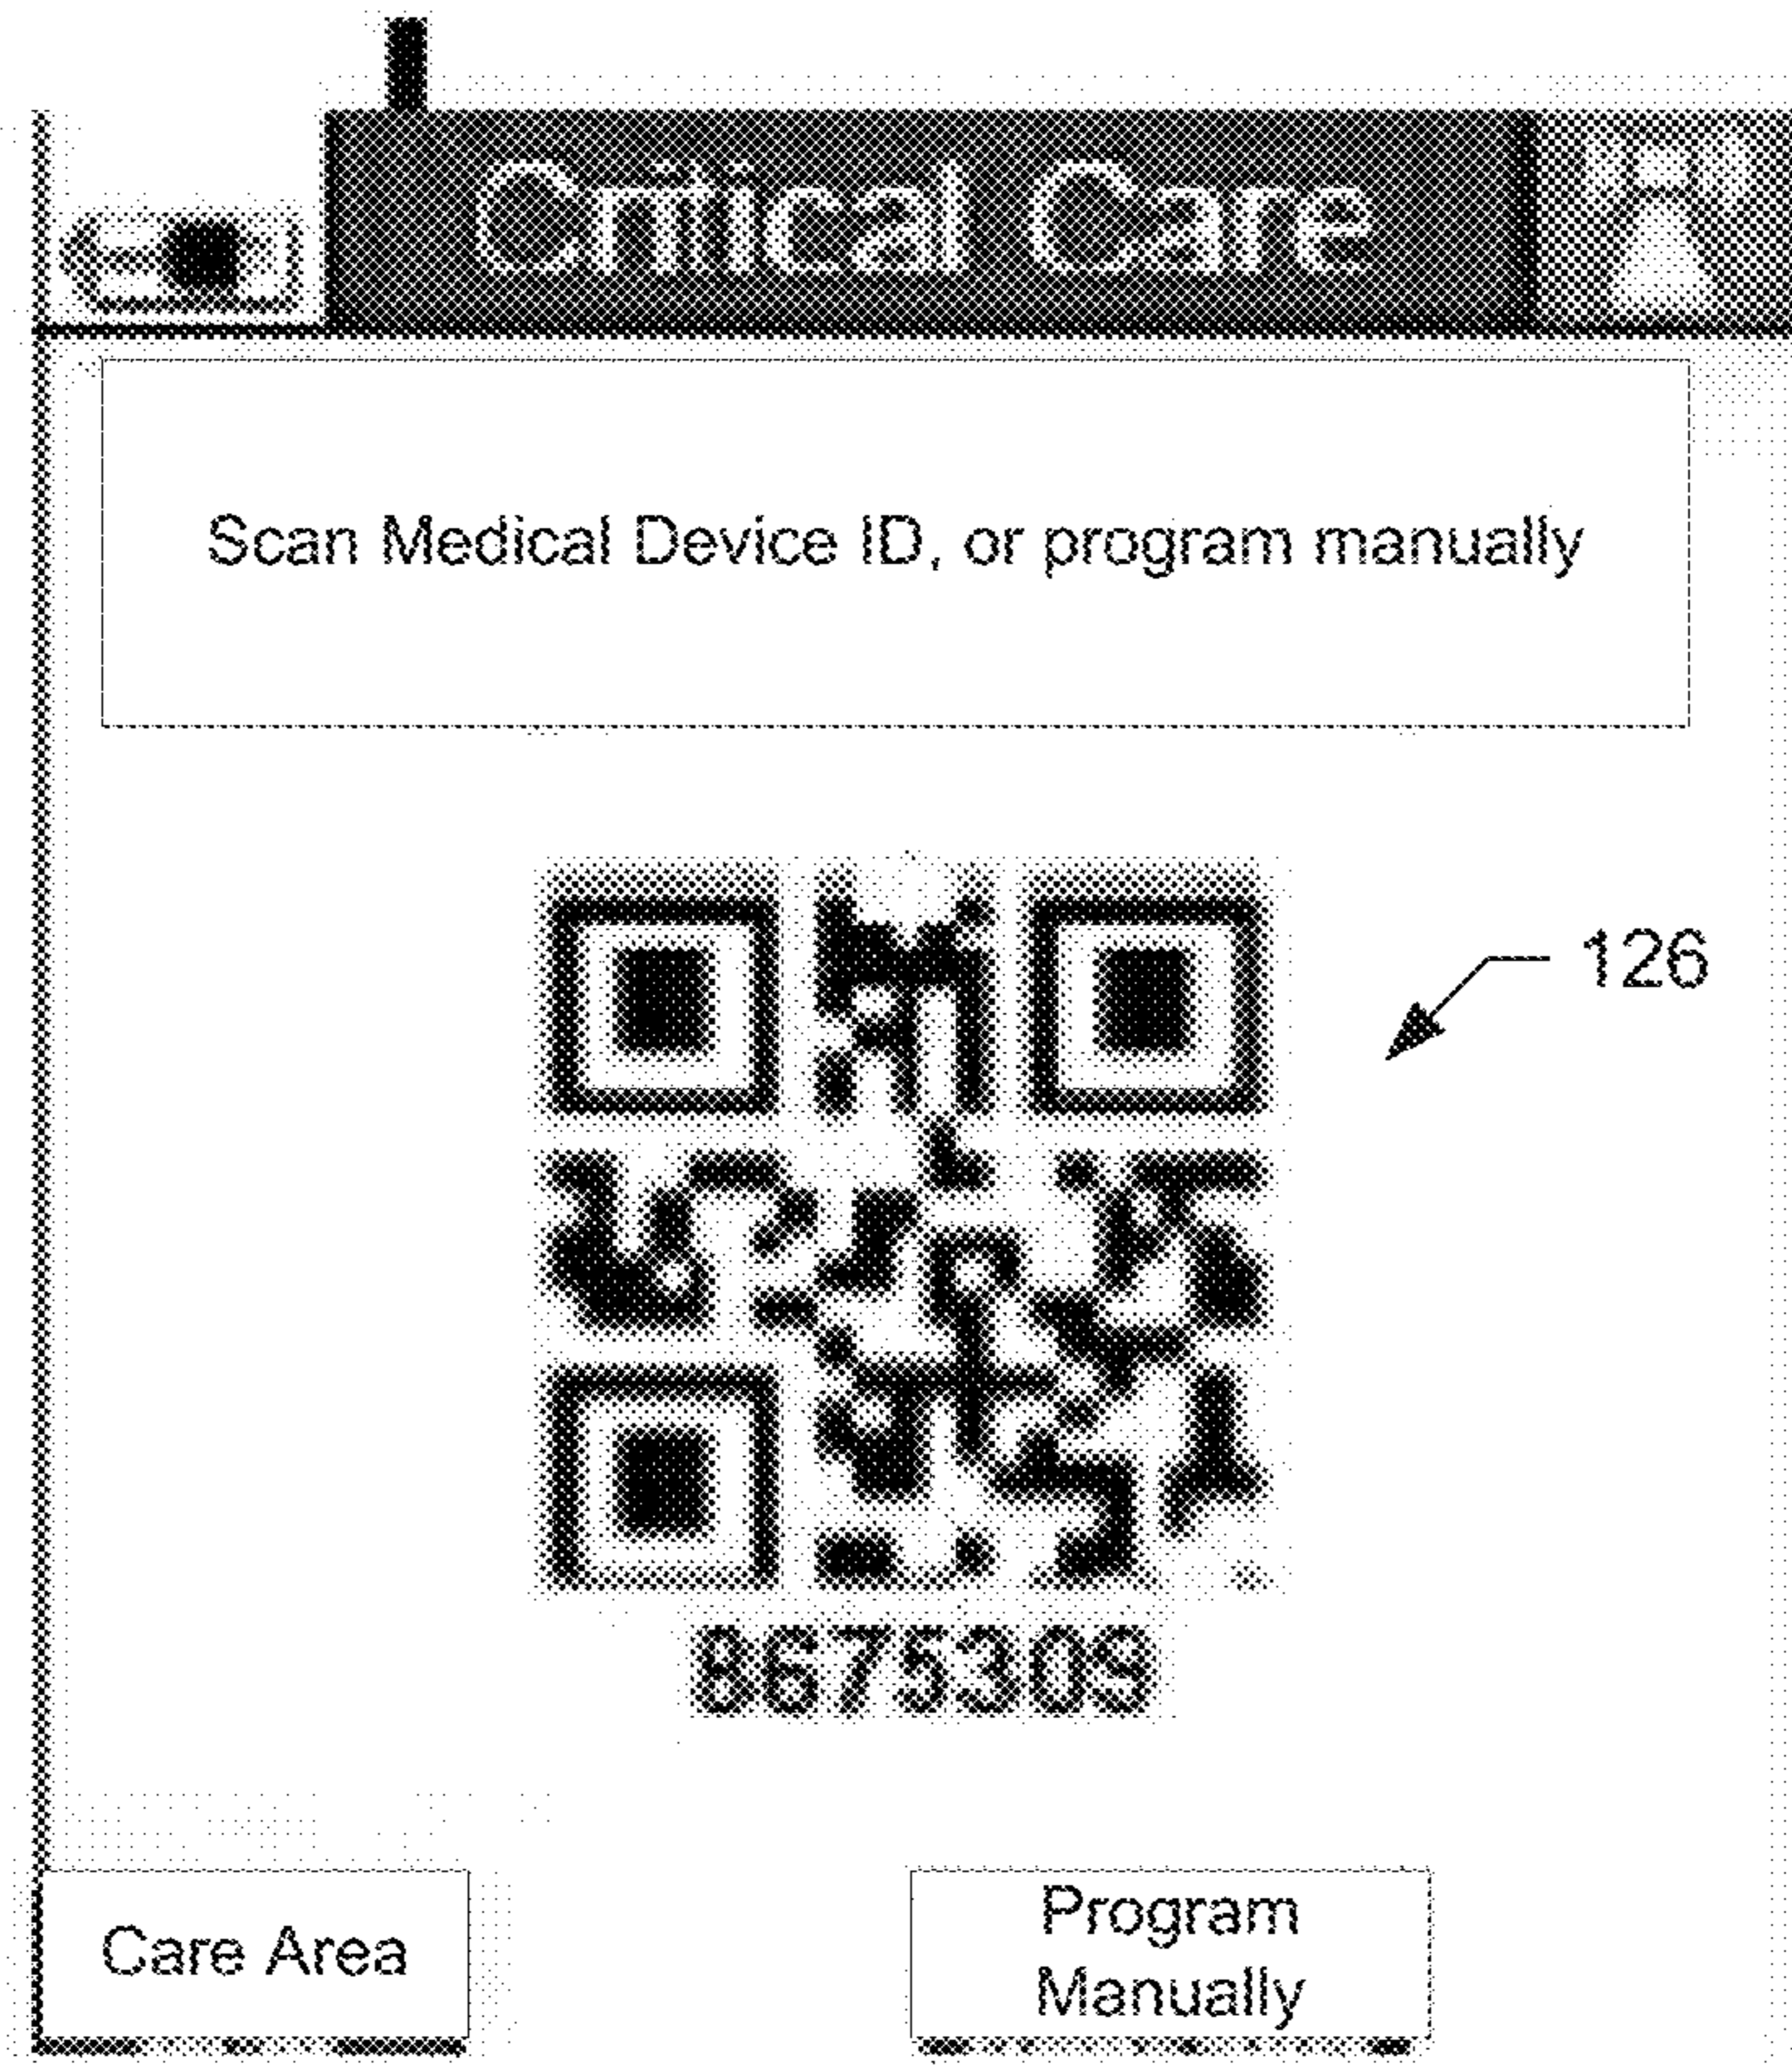 Critical Care
Scan Medical Device ID, or program manually
126
8675309
Care Area
Program
Manually